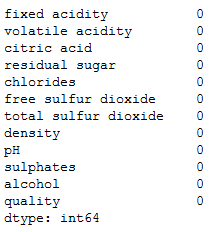 fixed acidity 0
volatile acidity 0
citric acid 0
residual sugar 0
chlorides 0
free sulfur dioxide 0
total sulfur dioxide 0
density 0
pH 0
sulphates 0
alcohol 0
quality 0
dtype: int64